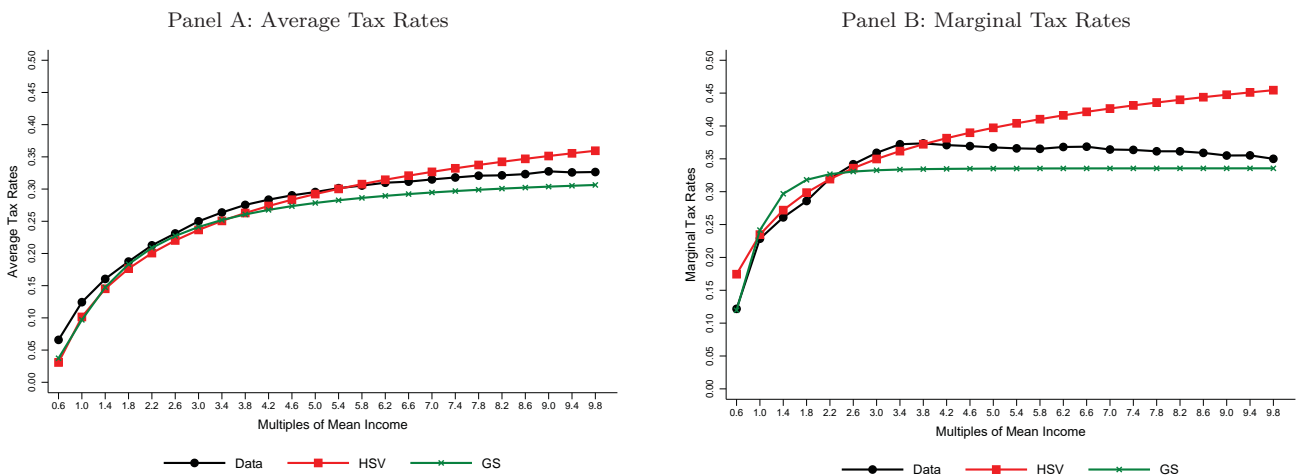 Panel A: Average Tax Rates
Average Tax Rates
0.50
0.45
0.40
0.35
0.30
0.25
0.20
0.15
0.10
0.05
0.00
0.6 1.0 1.4 1.8 2.2 2.6 3.0 3.4 3.8 4.2 4.6 5.0 5.4 5.8 6.2 6.6 7.0 7.4 7.8 8.2 8.6 9.0 9.4 9.8
Multiples of Mean Income
Data HSV GS
Panel B: Marginal Tax Rates
Marginal Tax Rates
0.50
0.45
0.40
0.35
0.30
0.25
0.20
0.15
0.10
0.05
0.00
0.6 1.0 1.4 1.8 2.2 2.6 3.0 3.4 3.8 4.2 4.6 5.0 5.4 5.8 6.2 6.6 7.0 7.4 7.8 8.2 8.6 9.0 9.4 9.8
Multiples of Mean Income
Data HSV GS